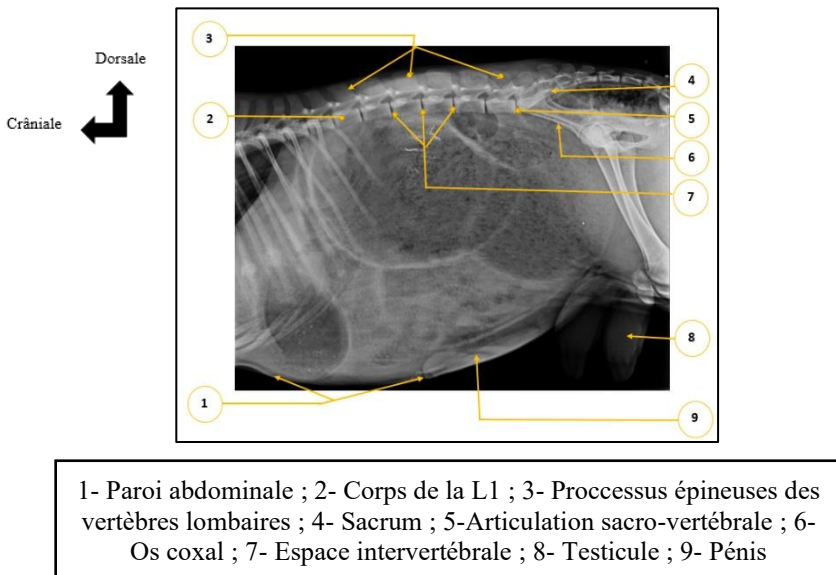 Dorsale
Crâniale
3
2
4
5
6
7
8
1
9
1- Paroi abdominale ; 2- Corps de la L1 ; 3- Proccessus épineuses des
vertèbres lombaires ; 4- Sacrum ; 5-Articulation sacro-vertébrale ; 6-
Os coxal ; 7- Espace intervertébrale ; 8- Testicule ; 9- Pénis